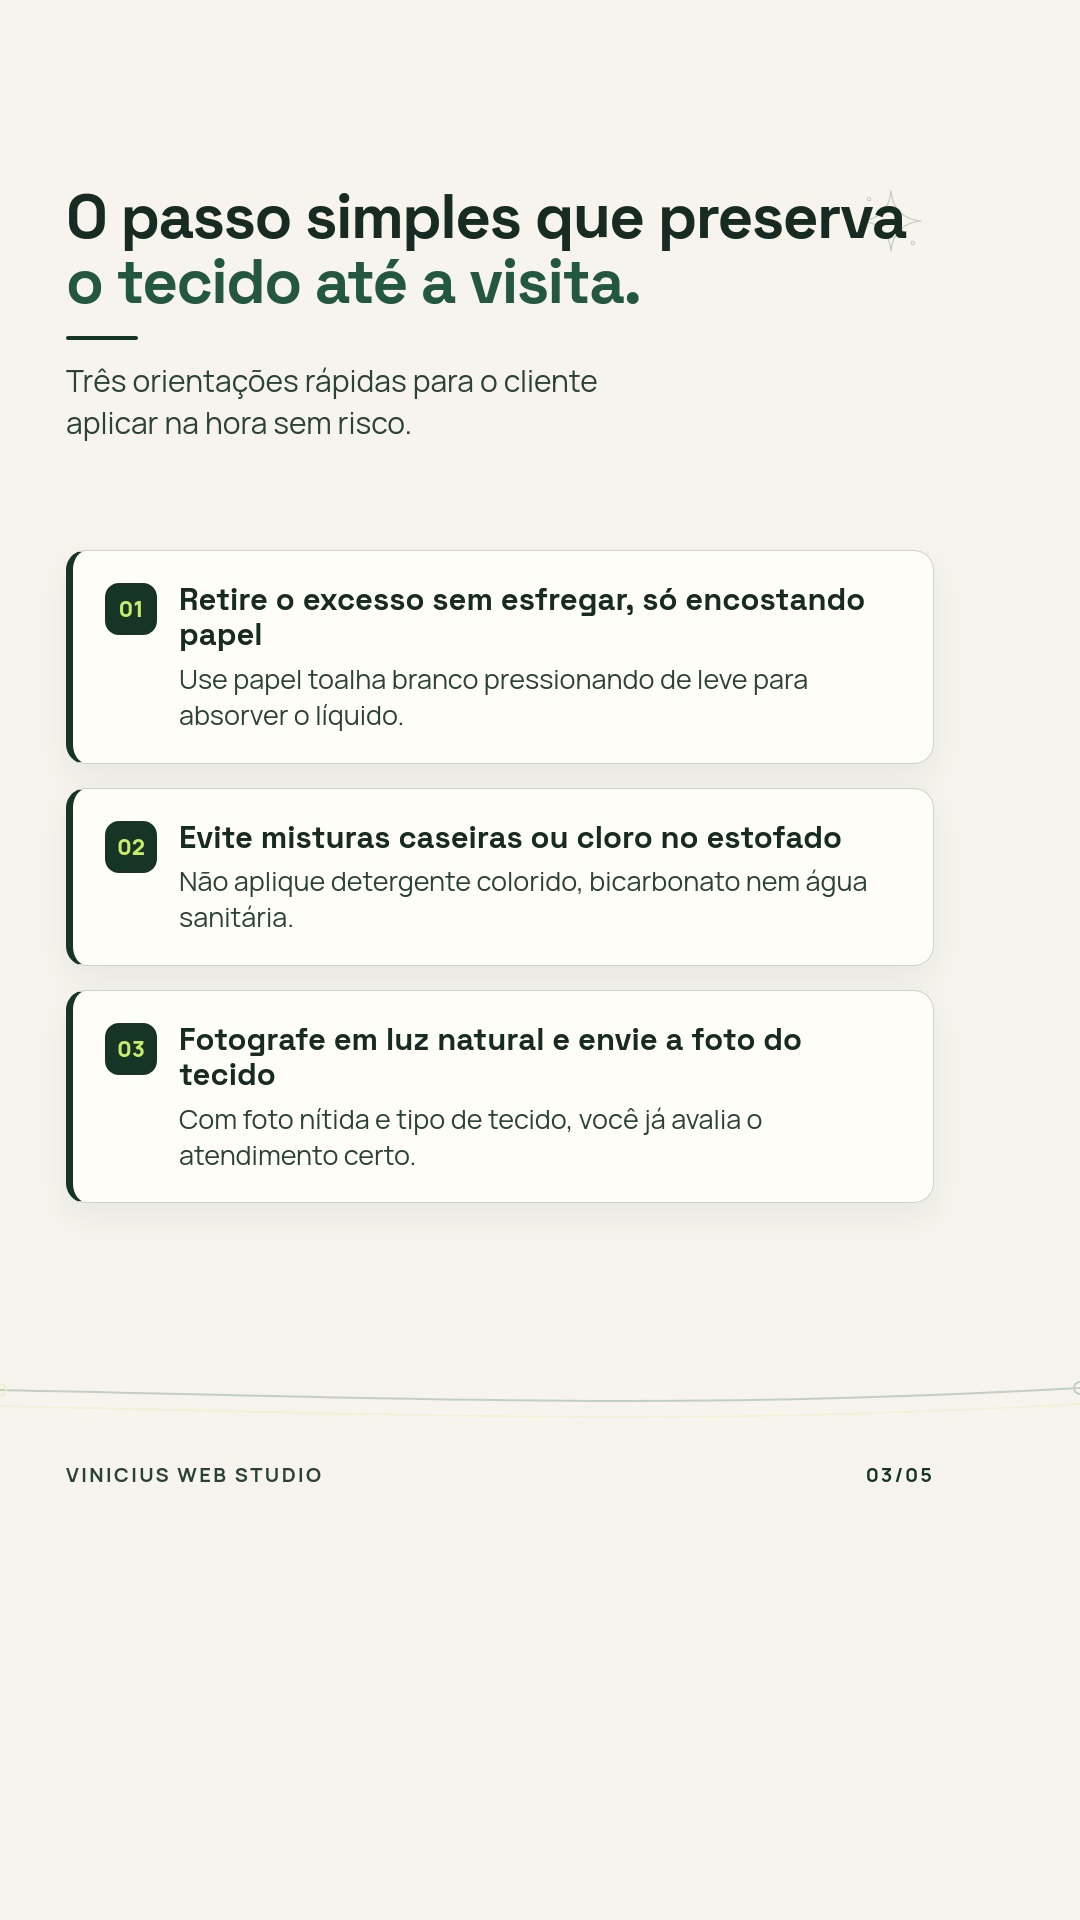 O passo simples que preserva
o tecido até a visita.
Três orientações rápidas para o cliente
aplicar na hora sem risco.
01
Retire o excesso sem esfregar, só encostando
papel
Use papel toalha branco pressionando de leve para
absorver o líquido.
02
Evite misturas caseiras ou cloro no estofado
Não aplique detergente colorido, bicarbonato nem água
sanitária.
03
Fotografe em luz natural e envie a foto do
tecido
Com foto nítida e tipo de tecido, você já avalia o
atendimento certo.
VINICIUS WEB STUDIO
03/05